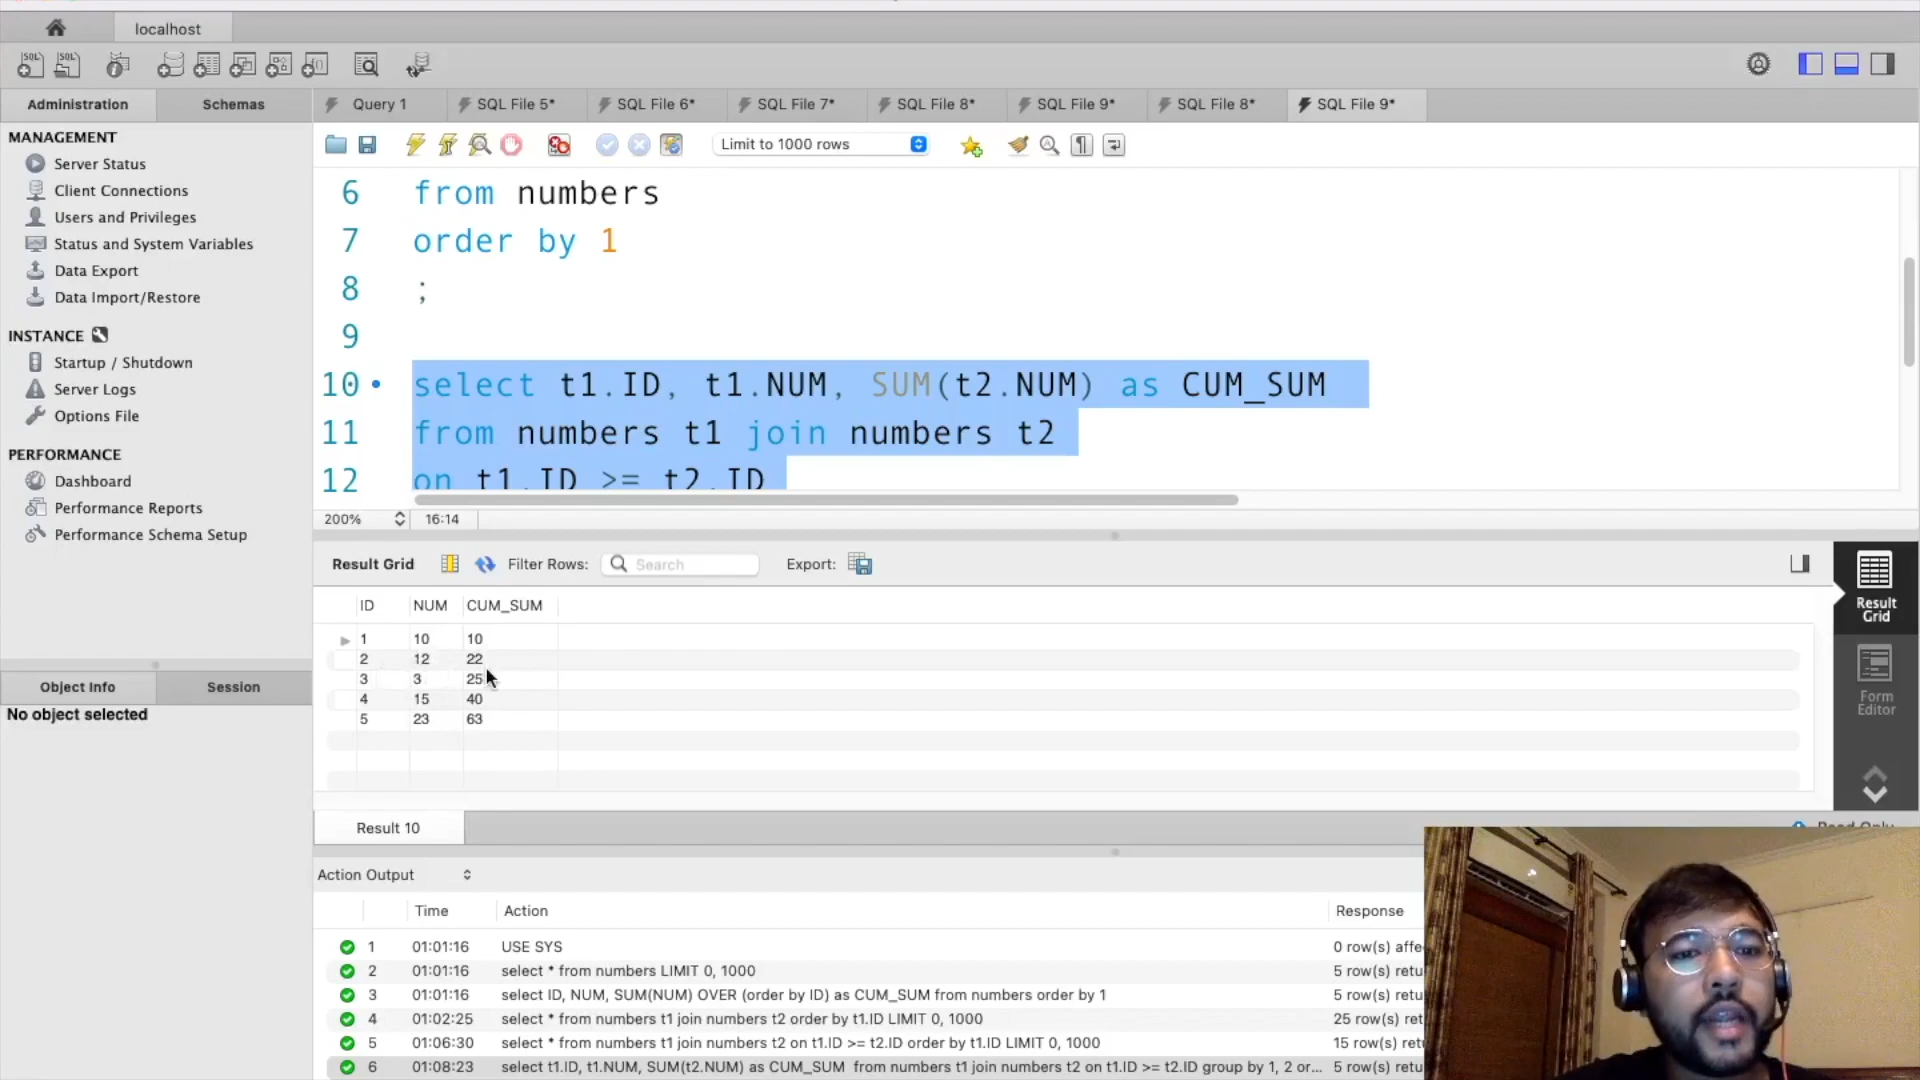 localhost
Administration
Schemas
Query 1
SQL File 5*
SQL File 6*
SQL File 7*
SQL File 8*
SQL File 9*
SQL File 8*
SQL File 9*
MANAGEMENT
Server Status
Client Connections
Users and Privileges
Status and System Variables
Data Export
Data Import/Restore
INSTANCE
Startup / Shutdown
Server Logs
Options File
PERFORMANCE
Dashboard
Performance Reports
Performance Schema Setup
Object Info
Session
No object selected
Limit to 1000 rows
6 from numbers
7 order by 1
8 ;
9
10 select t1.ID, t1.NUM, SUM(t2.NUM) as CUM_SUM
11 from numbers t1 join numbers t2
12 on t1.ID >= t2.ID
200% 16:14
Result Grid Filter Rows: Search Export:
ID NUM CUM_SUM
1 10 10
2 12 22
3 3 25
4 15 40
5 23 63
Result Grid
Form Editor
Result 10
Read Only
Action Output
Time Action Response
1 01:01:16 USE SYS 0 row(s) affe
2 01:01:16 select * from numbers LIMIT 0, 1000 5 row(s) retu
3 01:01:16 select ID, NUM, SUM(NUM) OVER (order by ID) as CUM_SUM from numbers order by 1 5 row(s) retu
4 01:02:25 select * from numbers t1 join numbers t2 order by t1.ID LIMIT 0, 1000 25 row(s) ret
5 01:06:30 select * from numbers t1 join numbers t2 on t1.ID >= t2.ID order by t1.ID LIMIT 0, 1000 15 row(s) ret
6 01:08:23 select t1.ID, t1.NUM, SUM(t2.NUM) as CUM_SUM from numbers t1 join numbers t2 on t1.ID >= t2.ID group by 1, 2 or... 5 row(s) retu